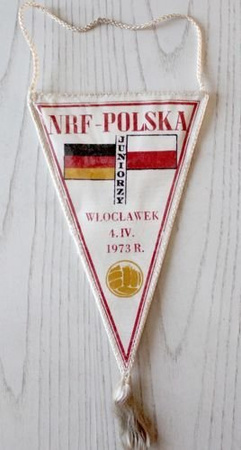 NRF-POLSKA
JUNIORZY
WŁOCŁAWEK
4.IV.
1973 R.